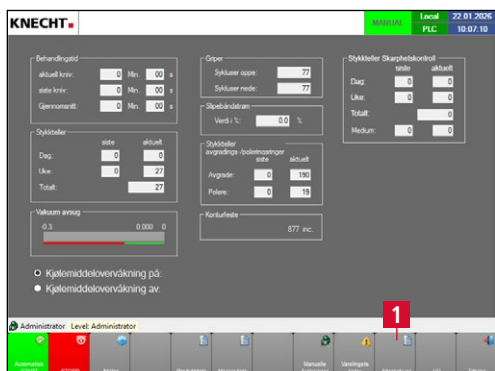 KNECHT
MANUAL
Local
22.01.2026
PLC
10:07:10
Behandlingstid
aktuell kniv: 0 Min. 00 s
siste kniv: 0 Min. 00 s
Gjennomsnitt: 0 Min. 00 s
Stykkteller
siste aktuelt
Dag: 0 0
Uke: 0 27
Totalt: 27
Vakuum avsug
-0.3 0.000 0
Kjølemiddelovervåkning på:
Kjølemiddelovervåkning av:
Griper
Sykluser oppe: 77
Sykluser nede: 77
Slipebåndstrøm
Verdi i %: 0.0 %
Stykkteller
avgradings-/poleringsringer
siste aktuelt
Avgrade: 0 190
Polere: 0 19
Konturfeste
877 inc.
Stykkteller Skarphetskontroll
siste aktuelt
Dag: 0 0
Uke: 0 0
Totalt: 0
Medium: 0 0
Administrator Level: Administrator
1
Automatisk
Manuelle